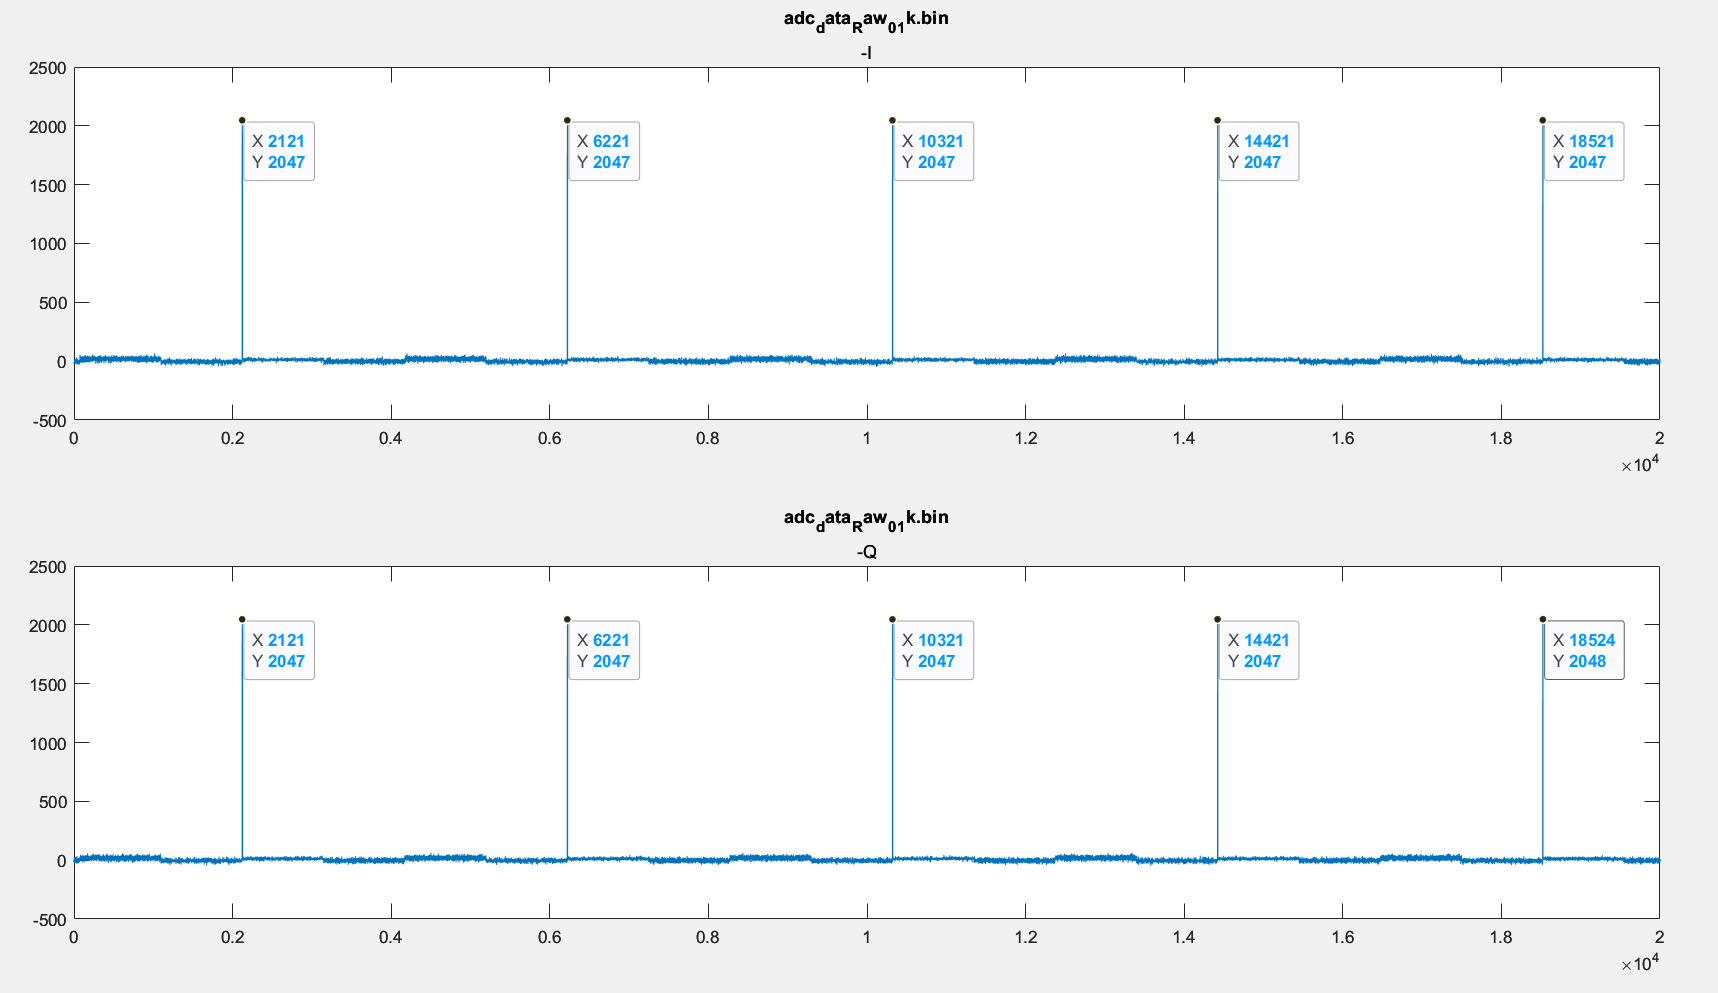 adc_data_Raw_01k.bin
-I
2500
2000
1500
1000
500
0
-500
X 2121
Y 2047
X 6221
Y 2047
X 10321
Y 2047
X 14421
Y 2047
X 18521
Y 2047
0 0.2 0.4 0.6 0.8 1 1.2 1.4 1.6 1.8 2
×10^4
adc_data_Raw_01k.bin
-Q
2500
2000
1500
1000
500
0
-500
X 2121
Y 2047
X 6221
Y 2047
X 10321
Y 2047
X 14421
Y 2047
X 18524
Y 2048
0 0.2 0.4 0.6 0.8 1 1.2 1.4 1.6 1.8 2
×10^4